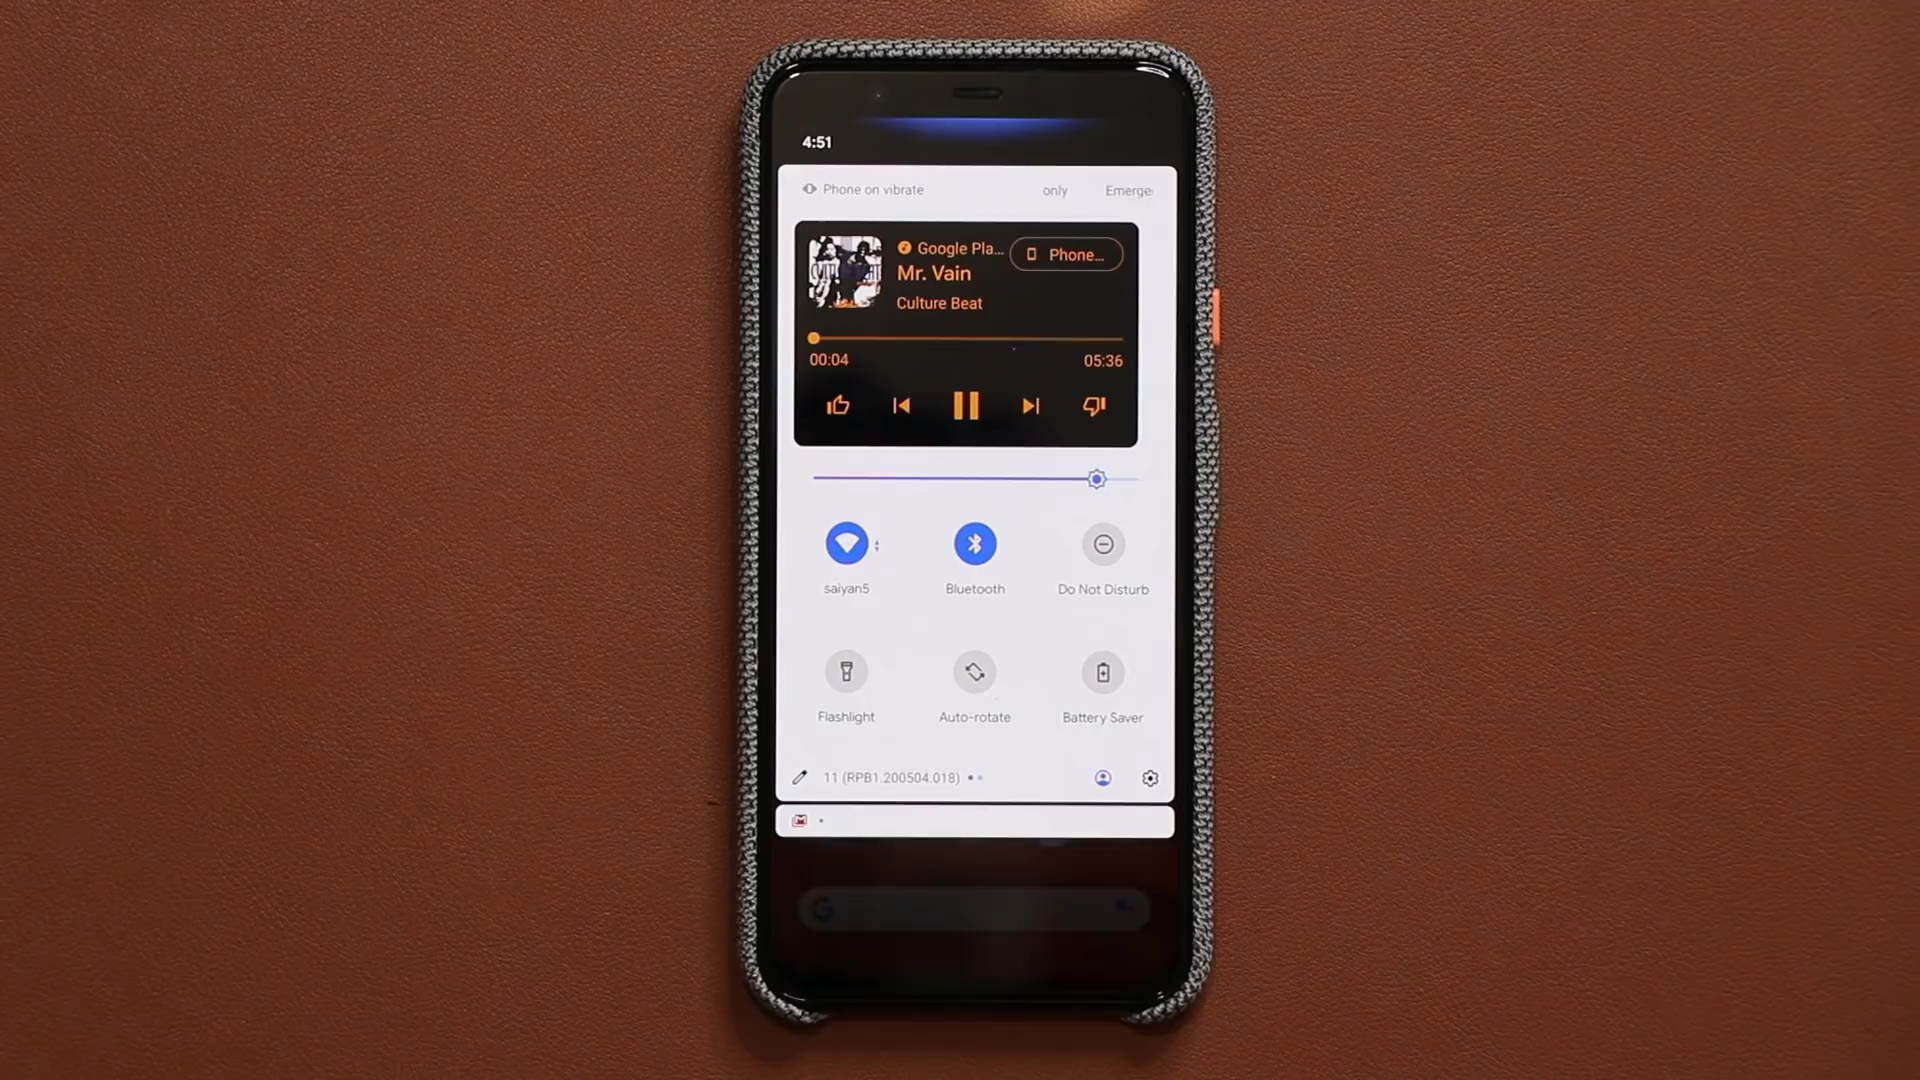 4:51
Phone on vibrate only Emerge
Google Pla... Phone...
Mr. Vain
Culture Beat
00:04 05:36
saiyan5 Bluetooth Do Not Disturb
Flashlight Auto-rotate Battery Saver
11 (RPB1.200504.018)